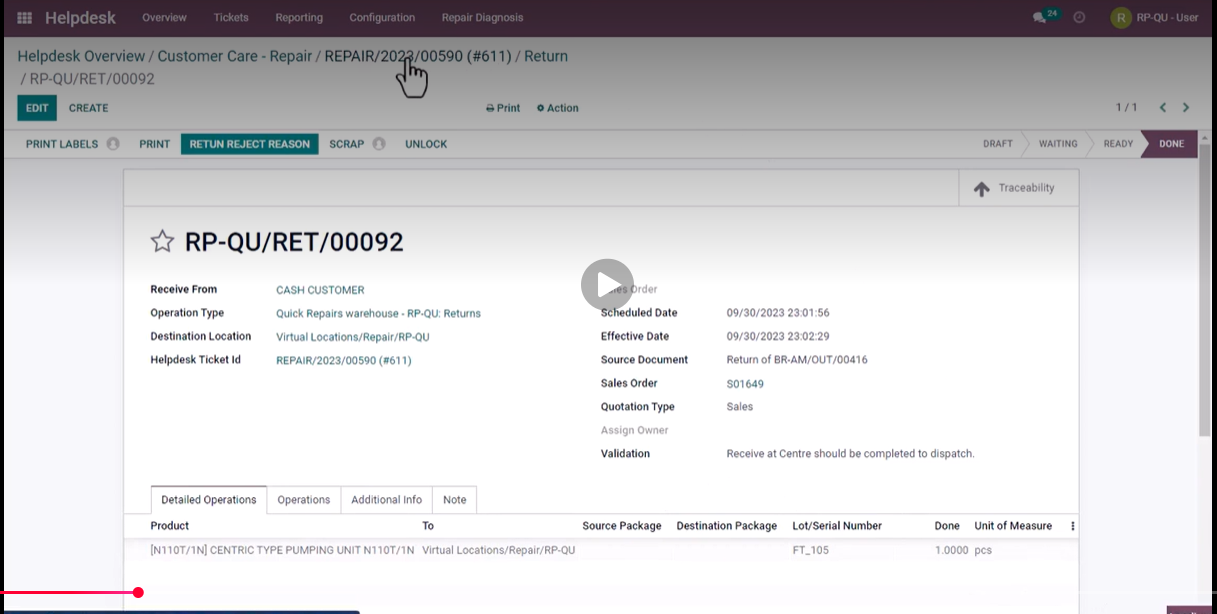 Helpdesk Overview Tickets Reporting Configuration Repair Diagnosis 24 R RP-QU - User
Helpdesk Overview / Customer Care - Repair / REPAIR/2023/00590 (#611) / Return
/ RP-QU/RET/00092
EDIT CREATE Print Action 1 / 1
PRINT LABELS PRINT RETUN REJECT REASON SCRAP UNLOCK DRAFT WAITING READY DONE
Traceability
RP-QU/RET/00092
Receive From CASH CUSTOMER Order
Operation Type Quick Repairs warehouse - RP-QU: Returns Scheduled Date 09/30/2023 23:01:56
Destination Location Virtual Locations/Repair/RP-QU Effective Date 09/30/2023 23:02:29
Helpdesk Ticket Id REPAIR/2023/00590 (#611) Source Document Return of BR-AM/OUT/00416
Sales Order S01649
Quotation Type Sales
Assign Owner
Validation Receive at Centre should be completed to dispatch.
Detailed Operations Operations Additional Info Note
Product To Source Package Destination Package Lot/Serial Number Done Unit of Measure
[N110T/1N] CENTRIC TYPE PUMPING UNIT N110T/1N Virtual Locations/Repair/RP-QU FT_105 1.0000 pcs